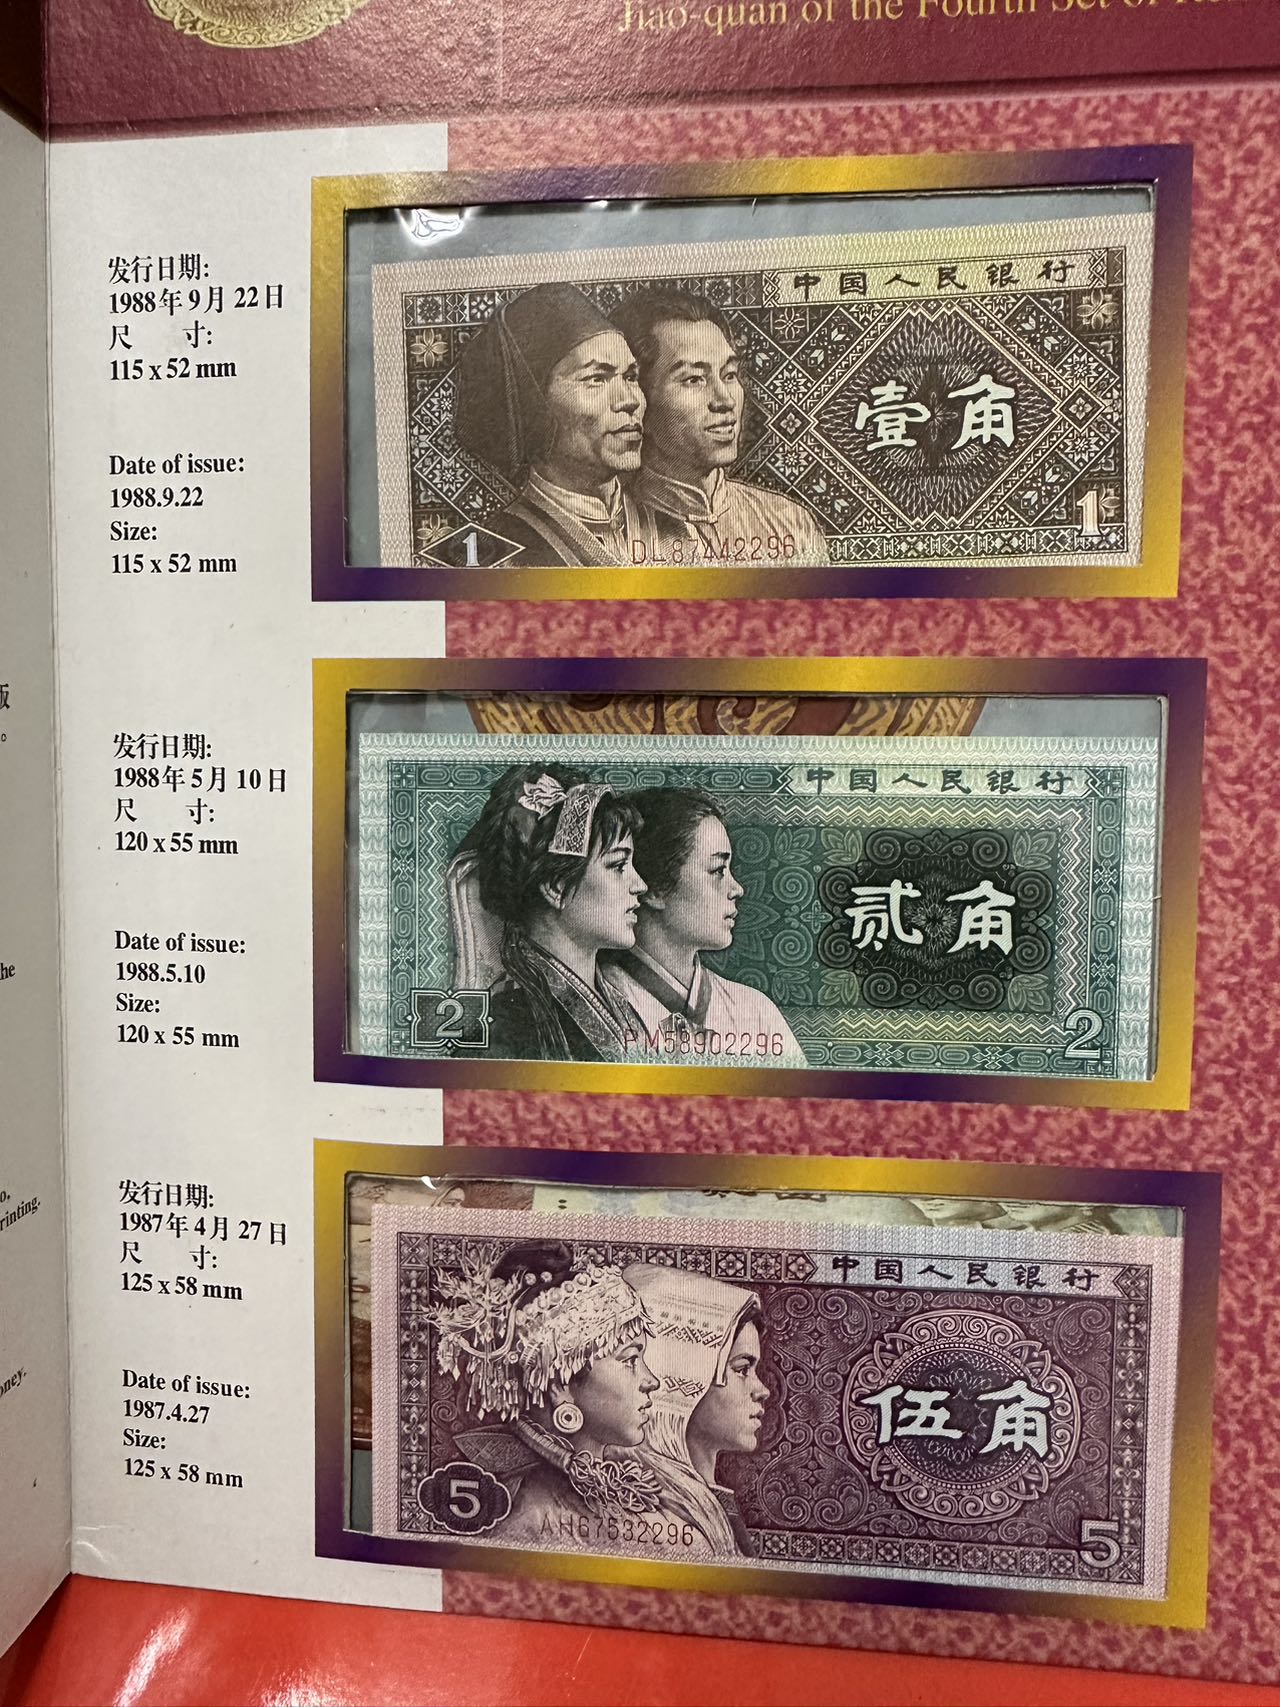 Jiao-quan of the Fourth Set of
发行日期:
1988年9月22日
尺 寸:
115 x 52 mm
Date of issue:
1988.9.22
Size:
115 x 52 mm
中国人民银行
壹角
1
1
DL87442296
发行日期:
1988年5月10日
尺 寸:
120 x 55 mm
Date of issue:
1988.5.10
Size:
120 x 55 mm
中国人民银行
贰角
2
2
PM58902296
发行日期:
1987年4月27日
尺 寸:
125 x 58 mm
Date of issue:
1987.4.27
Size:
125 x 58 mm
中国人民银行
伍角
5
5
AH67532296